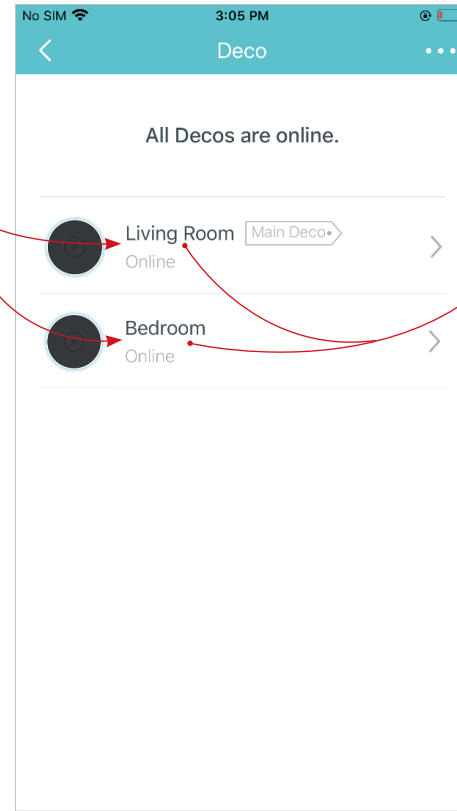 No SIM 3:05 PM
Deco
All Decos are online.
Living Room Main Deco
Online
Bedroom
Online